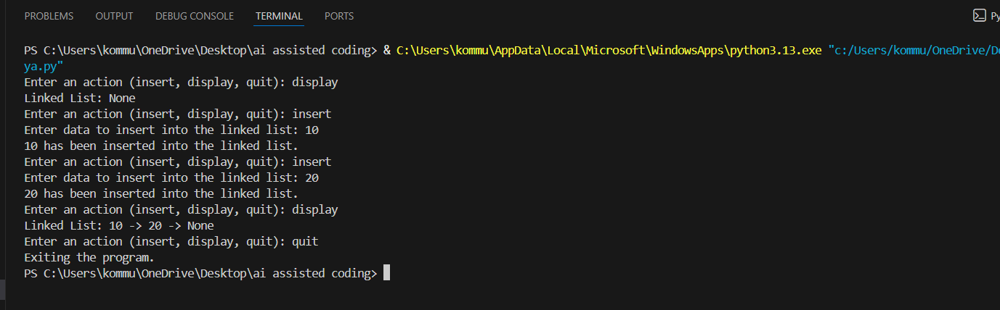 PROBLEMS OUTPUT DEBUG CONSOLE TERMINAL PORTS
PS C:\Users\kommu\OneDrive\Desktop\ai assisted coding> & C:\Users\kommu\AppData\Local\Microsoft\WindowsApps\python3.13.exe "c:/Users/kommu/OneDrive/De
ya.py"
Enter an action (insert, display, quit): display
Linked List: None
Enter an action (insert, display, quit): insert
Enter data to insert into the linked list: 10
10 has been inserted into the linked list.
Enter an action (insert, display, quit): insert
Enter data to insert into the linked list: 20
20 has been inserted into the linked list.
Enter an action (insert, display, quit): display
Linked List: 10 -> 20 -> None
Enter an action (insert, display, quit): quit
Exiting the program.
PS C:\Users\kommu\OneDrive\Desktop\ai assisted coding>